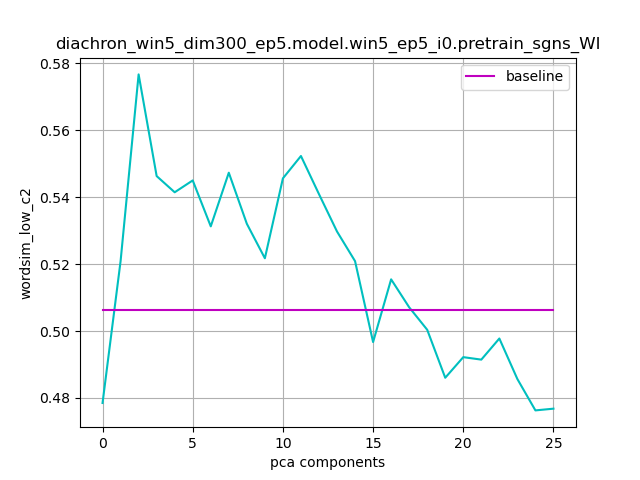 diachron_win5_dim300_ep5.model.win5_ep5_i0.pretrain_sgns_WI
baseline
0.58
0.56
0.54
0.52
0.50
0.48
wordsim_low_c2
0 5 10 15 20 25
pca components